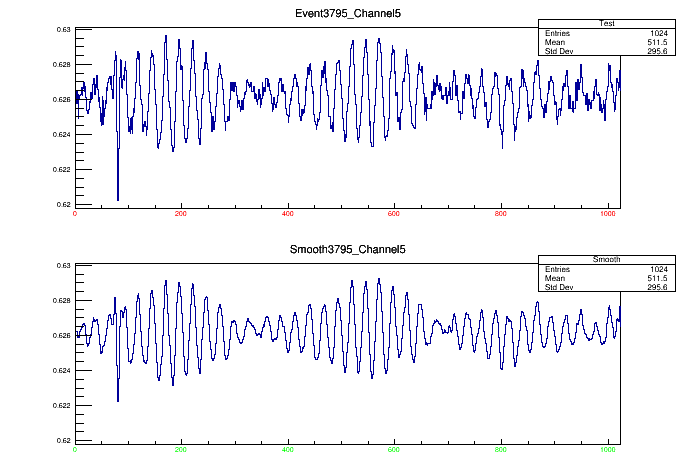 Event3795_Channel5
Test
Entries 1024
Mean 511.5
Std Dev 295.6
0.63
0.628
0.626
0.624
0.622
0.62
0 200 400 600 800 1000
Smooth3795_Channel5
Smooth
Entries 1024
Mean 511.5
Std Dev 295.6
0.63
0.628
0.626
0.624
0.622
0.62
0 200 400 600 800 1000